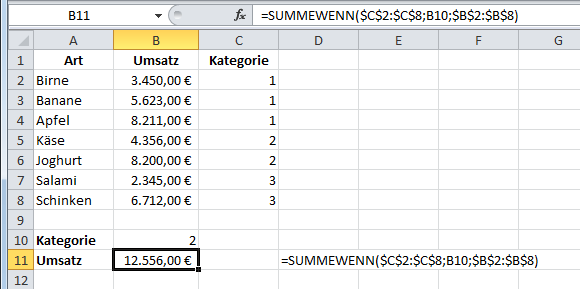 B11 fx =SUMMEWENN($C$2:$C$8;B10;$B$2:$B$8)
A B C D E F G
1 Art Umsatz Kategorie
2 Birne 3.450,00 € 1
3 Banane 5.623,00 € 1
4 Apfel 8.211,00 € 1
5 Käse 4.356,00 € 2
6 Joghurt 8.200,00 € 2
7 Salami 2.345,00 € 3
8 Schinken 6.712,00 € 3
9
10 Kategorie 2
11 Umsatz 12.556,00 € =SUMMEWENN($C$2:$C$8;B10;$B$2:$B$8)
12